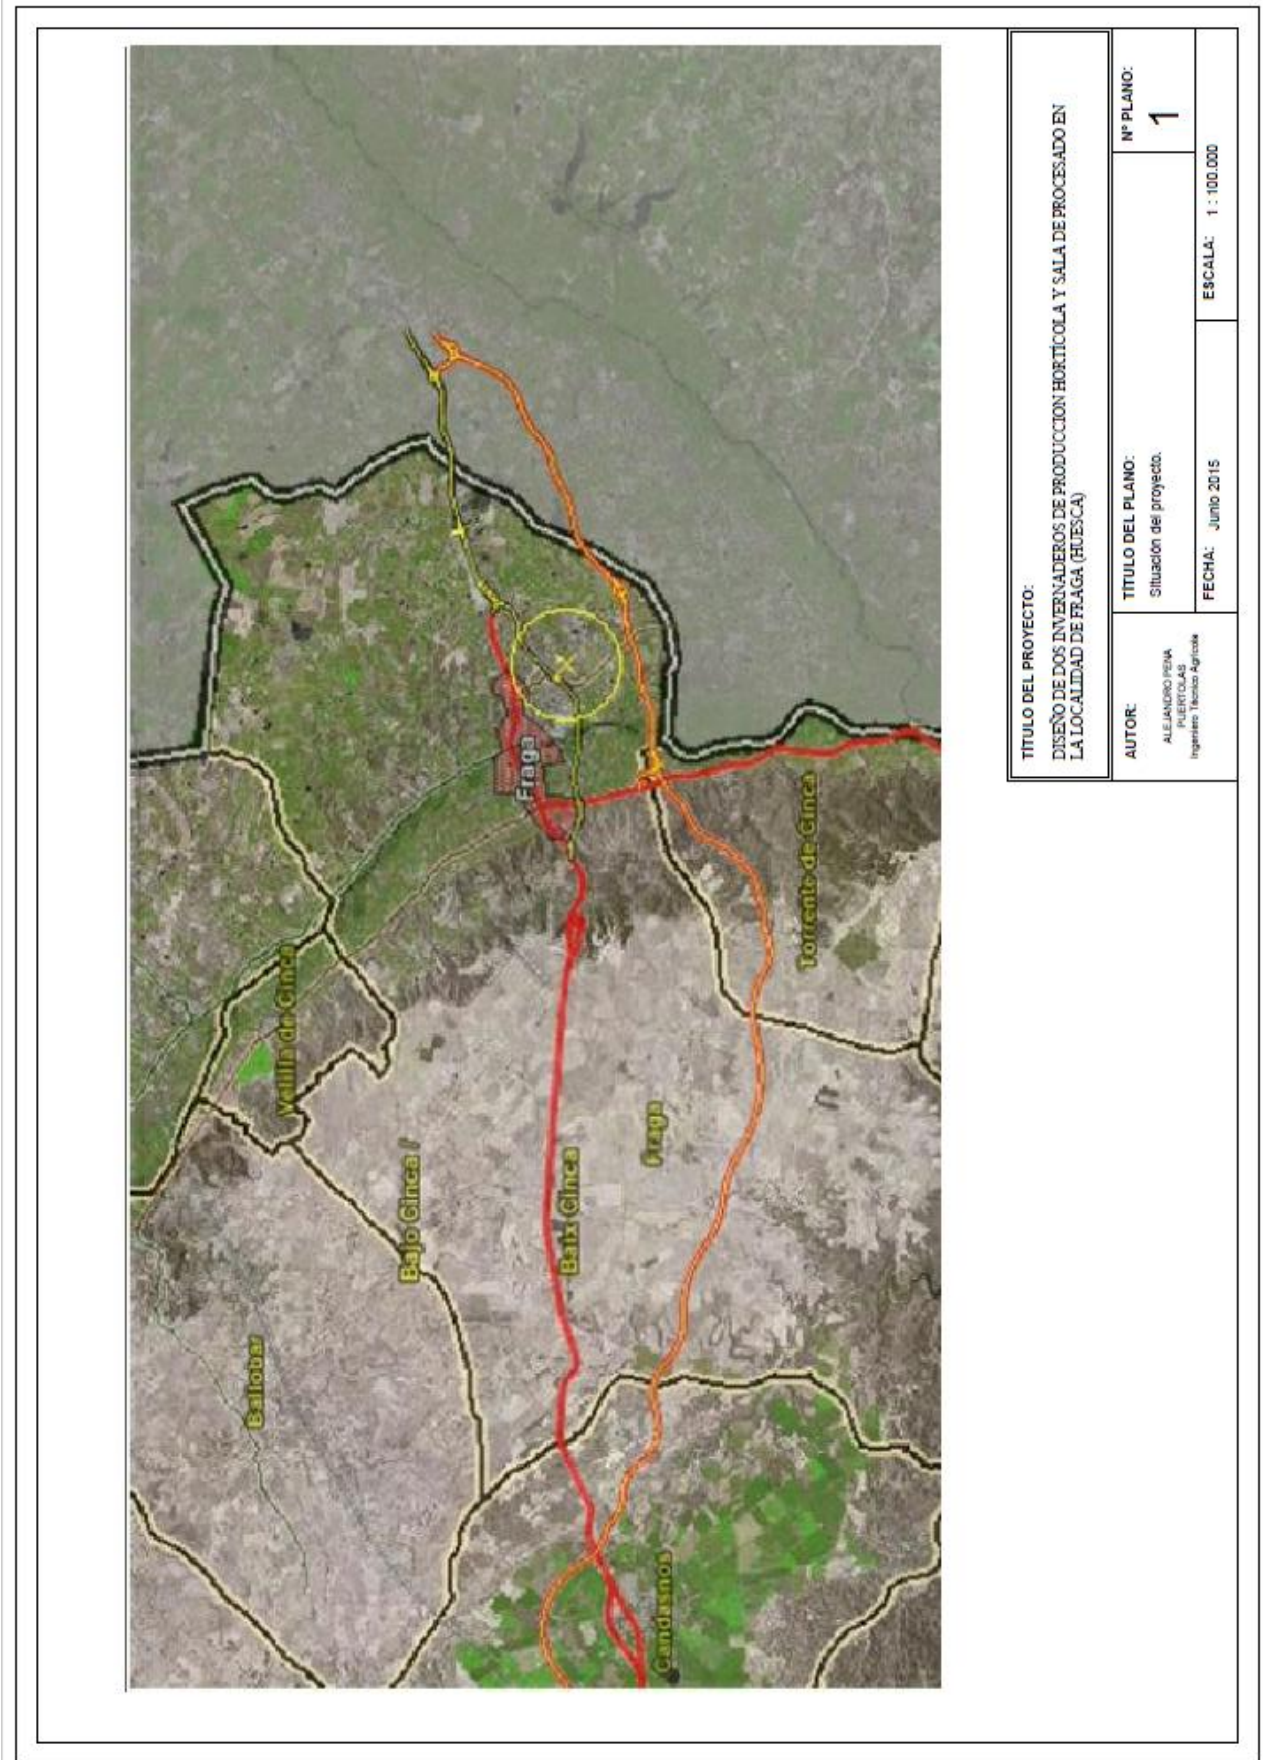 Ballobar
Velilla de Cinca
Bajo Cinca /
Baix Cinca
Fraga
Fraga
Candasnos
Torrente de Cinca
TÍTULO DEL PROYECTO:
DISEÑO DE DOS INVERNADEROS DE PRODUCCION HORTÍCOLA Y SALA DE PROCESADO EN
LA LOCALIDAD DE FRAGA (HUESCA)
AUTOR:
ALEJANDRO PENA
PUERTOLAS
Ingeniero Técnico Agrícola
TÍTULO DEL PLANO:
Situación del proyecto.
Nº PLANO:
1
FECHA: Junio 2015
ESCALA: 1 : 100.000